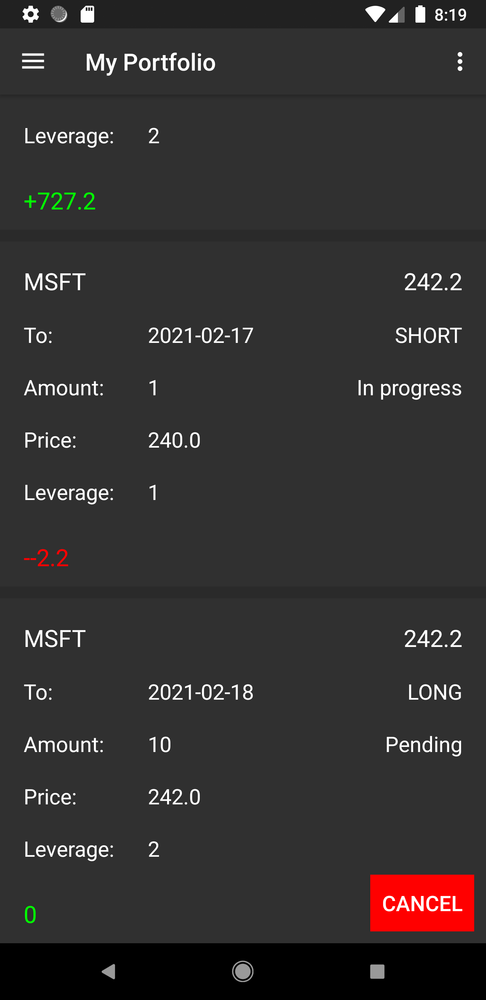 8:19
My Portfolio
Leverage: 2
+727.2
MSFT 242.2
To: 2021-02-17 SHORT
Amount: 1 In progress
Price: 240.0
Leverage: 1
--2.2
MSFT 242.2
To: 2021-02-18 LONG
Amount: 10 Pending
Price: 242.0
Leverage: 2
0 CANCEL